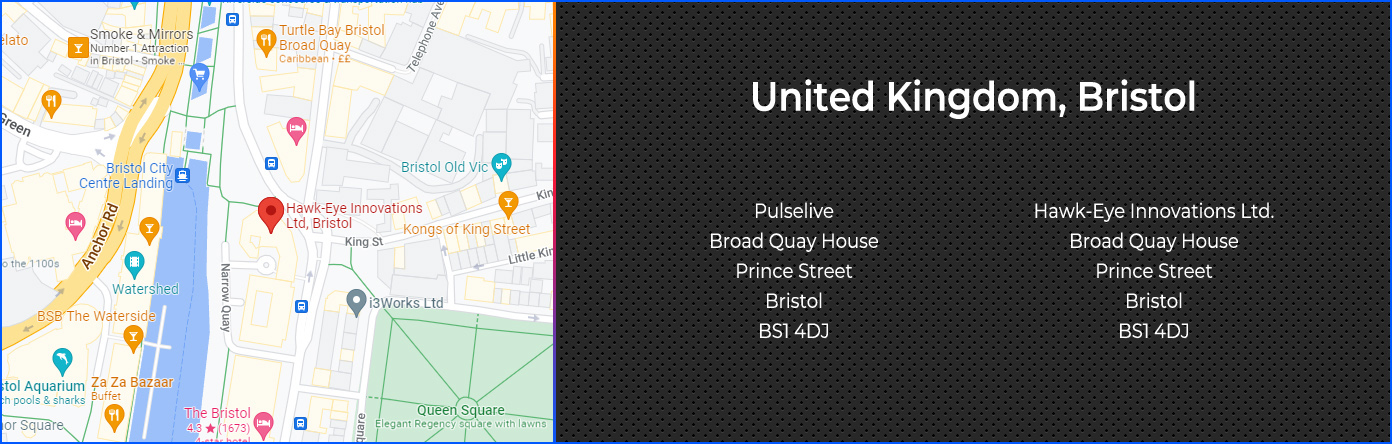 Smoke & Mirrors
Number 1 Attraction
in Bristol - Smoke...
elato
Turtle Bay Bristol
Broad Quay
Caribbean • ££
Telephone Ave
Green
Bristol City
Centre Landing
Bristol Old Vic
Hawk-Eye Innovations
Ltd, Bristol
Kin
Kongs of King Street
King St
Anchor Rd
Little Kin
o the 1100s
Watershed
Narrow Quay
i3Works Ltd
BSB The Waterside
stol Aquarium
ch pools & sharks
Za Za Bazaar
Buffet
nor Square
The Bristol
4.3 ★ (1673)
4-star hotel
Queen Square
Elegant Regency square with lawns
quare
United Kingdom, Bristol
Pulselive
Broad Quay House
Prince Street
Bristol
BS1 4DJ
Hawk-Eye Innovations Ltd.
Broad Quay House
Prince Street
Bristol
BS1 4DJ